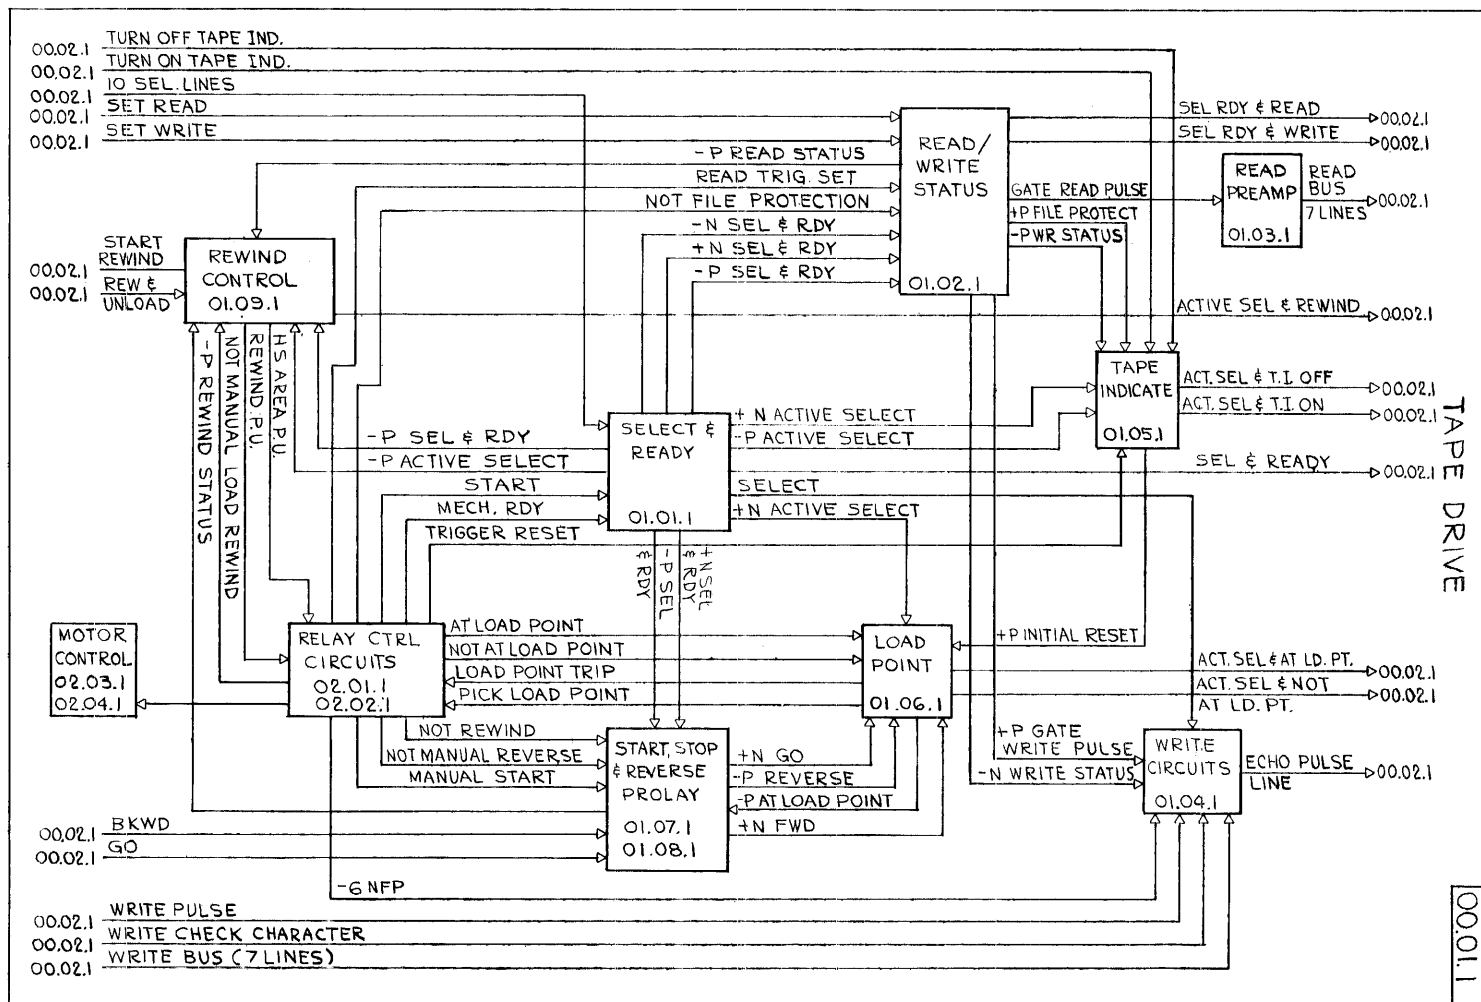 00.02.1 TURN OFF TAPE IND.
00.02.1 TURN ON TAPE IND.
00.02.1 10 SEL. LINES
00.02.1 SET READ
00.02.1 SET WRITE
-P READ STATUS
READ TRIG. SET
NOT FILE PROTECTION
-N SEL & RDY
+N SEL & RDY
-P SEL & RDY
READ/
WRITE
STATUS
01.02.1
SEL RDY & READ 00.02.1
SEL RDY & WRITE 00.02.1
GATE READ PULSE
+P FILE PROTECT
-P WR STATUS
READ
PREAMP
01.03.1
READ
BUS
7 LINES
00.02.1
START
REWIND
00.02.1
REW &
UNLOAD
00.02.1
REWIND
CONTROL
01.09.1
ACTIVE SEL & REWIND 00.02.1
-P REWIND STATUS
NOT MANUAL LOAD REWIND
REWIND P.U.
HS AREA P.U.
TAPE
INDICATE
01.05.1
ACT. SEL & T.I. OFF 00.02.1
ACT. SEL & T.I. ON 00.02.1
SELECT &
READY
01.01.1
+N ACTIVE SELECT
-P ACTIVE SELECT
SEL & READY 00.02.1
SELECT
+N ACTIVE SELECT
-P SEL & RDY
-P ACTIVE SELECT
START
MECH. RDY
TRIGGER RESET
-P SEL
& RDY
+N SEL
& RDY
TAPE DRIVE
MOTOR
CONTROL
02.03.1
02.04.1
RELAY CTRL
CIRCUITS
02.01.1
02.02.1
AT LOAD POINT
NOT AT LOAD POINT
LOAD POINT TRIP
PICK LOAD POINT
LOAD
POINT
01.06.1
+P INITIAL RESET
ACT. SEL & AT LD. PT. 00.02.1
ACT. SEL & NOT
AT LD. PT.
00.02.1
NOT REWIND
NOT MANUAL REVERSE
MANUAL START
START, STOP
& REVERSE
PROLAY
01.07.1
01.08.1
+N GO
-P REVERSE
-P AT LOAD POINT
+N FWD
+P GATE
WRITE PULSE
-N WRITE STATUS
WRITE
CIRCUITS
01.04.1
ECHO PULSE
LINE
00.02.1
00.02.1 BKWD
00.02.1 GO
-6 NFP
00.02.1 WRITE PULSE
00.02.1 WRITE CHECK CHARACTER
00.02.1 WRITE BUS (7 LINES)
00.01.1